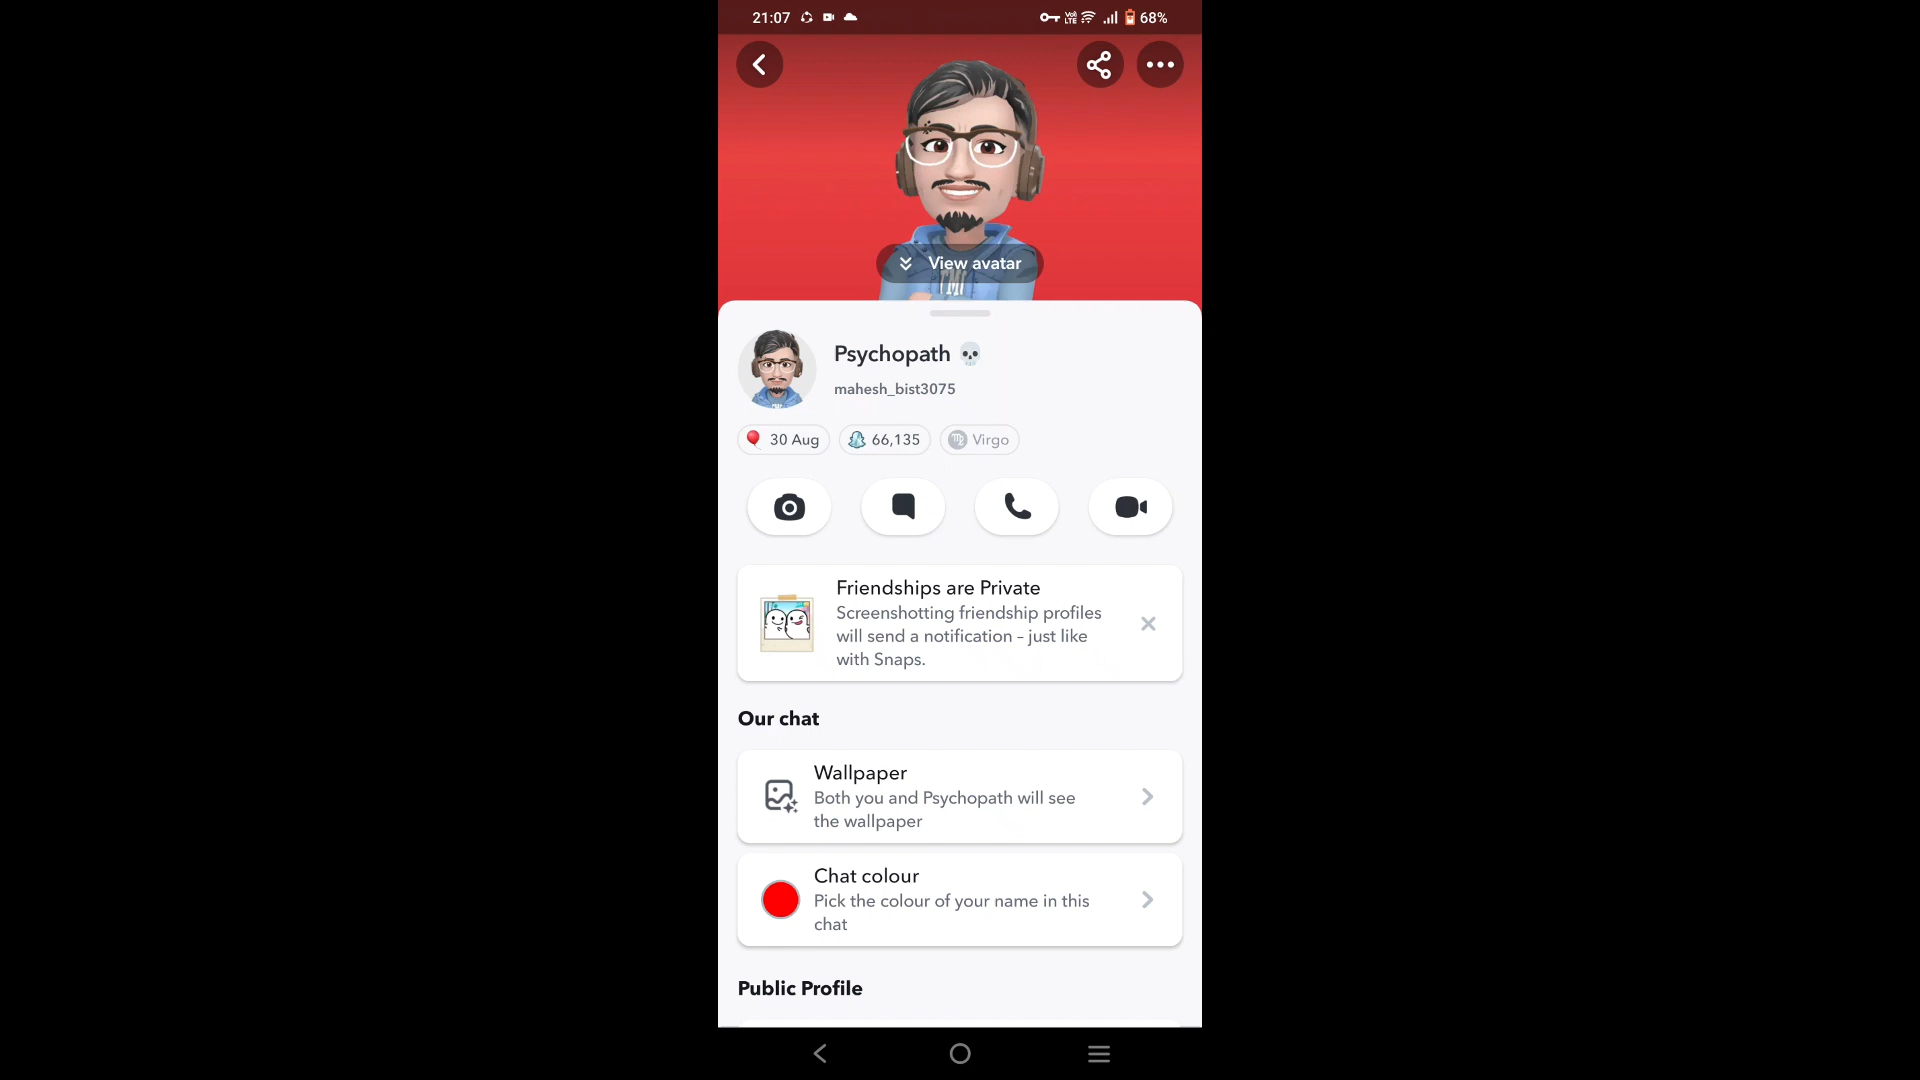 21:07
68%
View avatar
Psychopath 💀
mahesh_bist3075
30 Aug
66,135
Virgo
Friendships are Private
Screenshotting friendship profiles
will send a notification – just like
with Snaps.
Our chat
Wallpaper
Both you and Psychopath will see
the wallpaper
Chat colour
Pick the colour of your name in this
chat
Public Profile